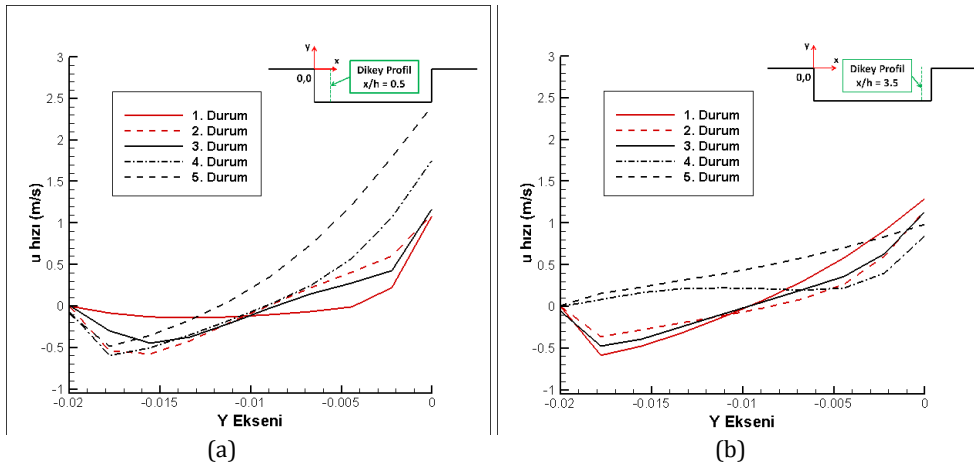 3
2.5
2
1.5
1
0.5
0
-0.5
-1
u hızı (m/s)
-0.02
-0.015
-0.01
-0.005
0
Y Ekseni
1. Durum
2. Durum
3. Durum
4. Durum
5. Durum
y
x
0,0
Dikey Profil
x/h = 0.5
(a)
3
2.5
2
1.5
1
0.5
0
-0.5
-1
u hızı (m/s)
-0.02
-0.015
-0.01
-0.005
0
Y Ekseni
1. Durum
2. Durum
3. Durum
4. Durum
5. Durum
y
x
0,0
Dikey Profil
x/h = 3.5
(b)